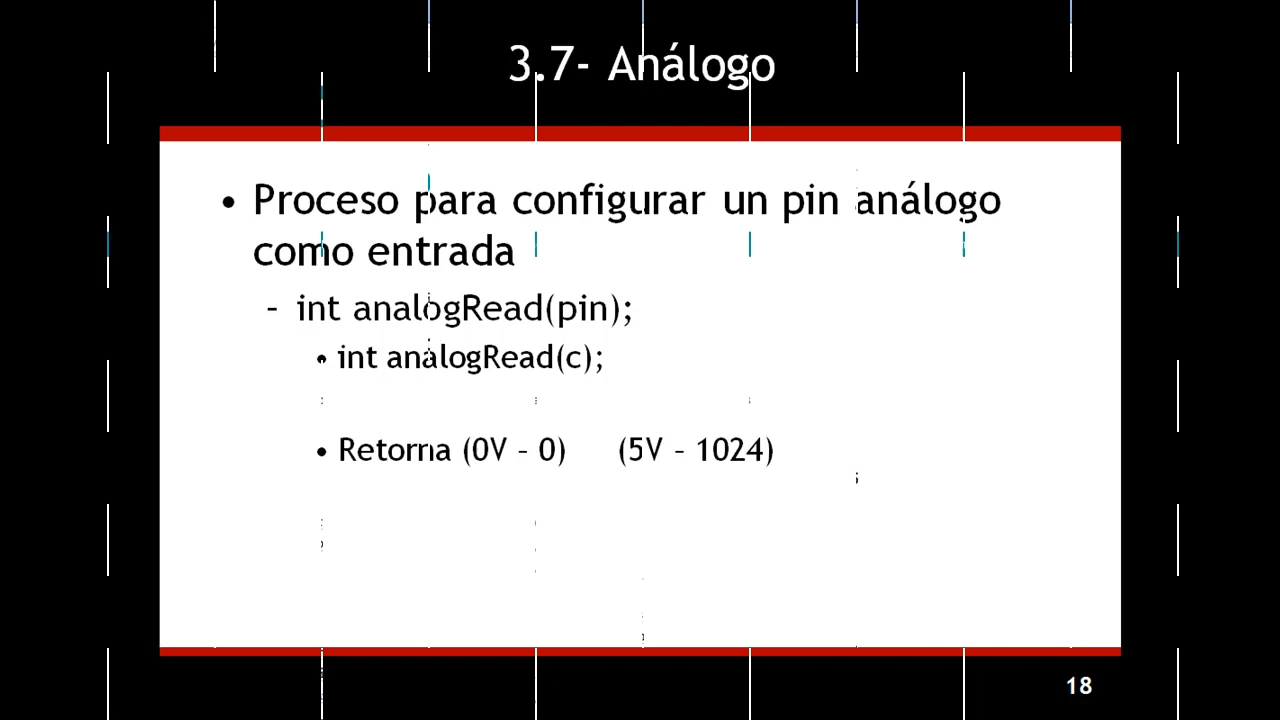 3.7- Análogo
• Proceso para configurar un pin análogo
como entrada
– int analogRead(pin);
• int analogRead(c);
• Retorna (0V – 0) (5V – 1024)
18